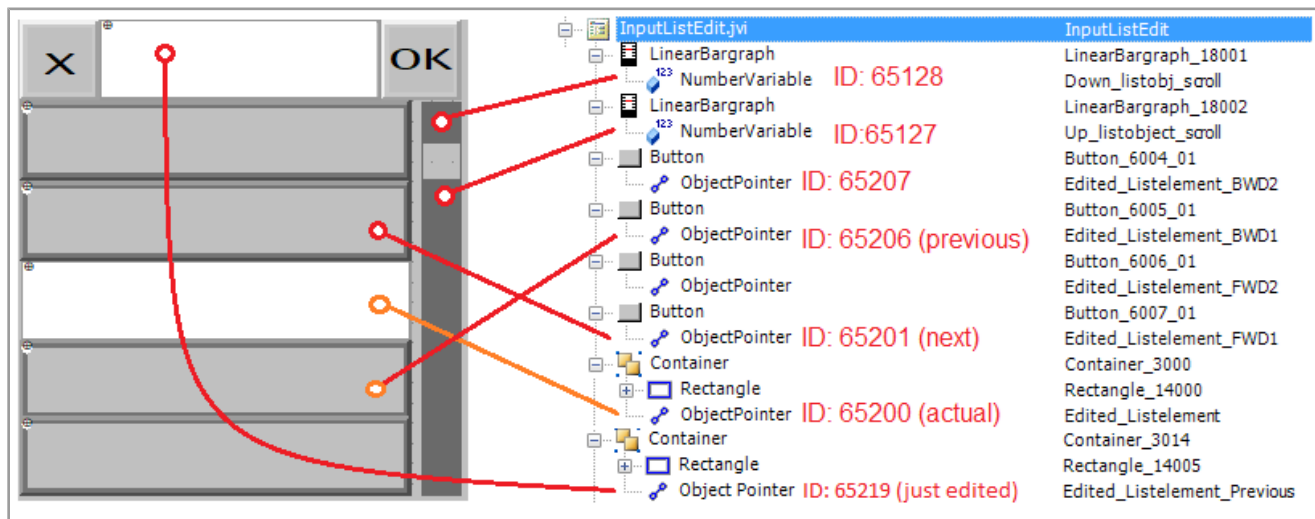 X
OK
InputListEdit.jvi InputListEdit
LinearBargraph LinearBargraph_18001
123 NumberVariable ID: 65128 Down_listobj_scroll
LinearBargraph LinearBargraph_18002
123 NumberVariable ID:65127 Up_listobject_scroll
Button Button_6004_01
ObjectPointer ID: 65207 Edited_Listelement_BWD2
Button Button_6005_01
ObjectPointer ID: 65206 (previous) Edited_Listelement_BWD1
Button Button_6006_01
ObjectPointer Edited_Listelement_FWD2
Button Button_6007_01
ObjectPointer ID: 65201 (next) Edited_Listelement_FWD1
Container Container_3000
Rectangle Rectangle_14000
ObjectPointer ID: 65200 (actual) Edited_Listelement
Container Container_3014
Rectangle Rectangle_14005
Object Pointer ID: 65219 (just edited) Edited_Listelement_Previous